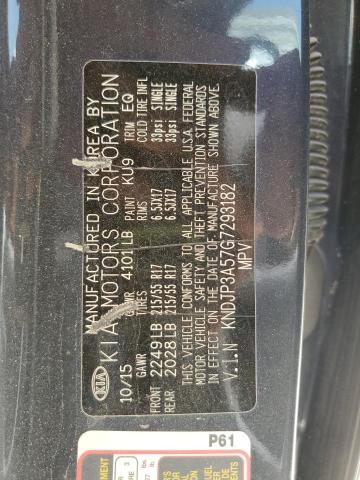 MANUFACTURED IN KOREA BY
KIA MOTORS CORPORATION
KIA
10/15 GVWR 4101LB PAINT KU9 TRIM EQ
GAWR TIRES RIMS COLD TIRE INFL
FRONT 2249LB 215/55 R17 6.5JX17 33psi SINGLE
REAR 2028LB 215/55 R17 6.5JX17 33psi SINGLE
THIS VEHICLE CONFORMS TO ALL APPLICABLE U.S.A. FEDERAL
MOTOR VEHICLE SAFETY AND THEFT PREVENTION STANDARDS
IN EFFECT ON THE DATE OF MANUFACTURE SHOWN ABOVE.
V.I.N KNDJP3A57G7293182
MPV
P61